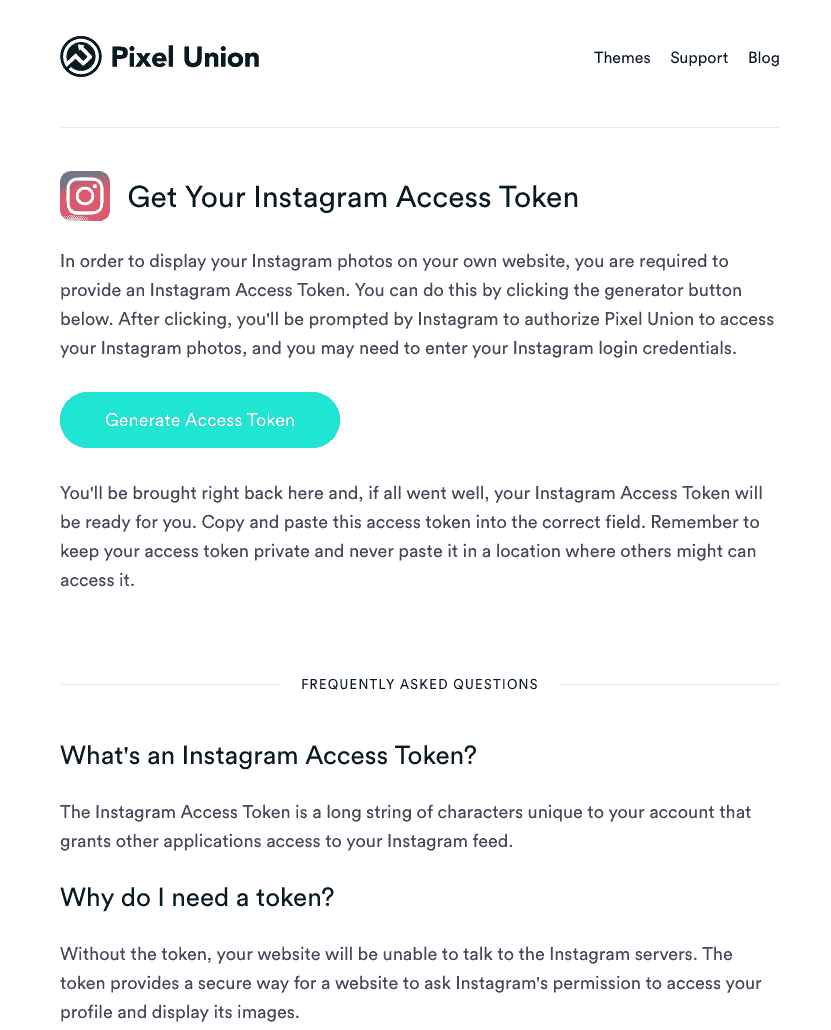 Pixel Union
Themes Support Blog
Get Your Instagram Access Token
In order to display your Instagram photos on your own website, you are required to
provide an Instagram Access Token. You can do this by clicking the generator button
below. After clicking, you'll be prompted by Instagram to authorize Pixel Union to access
your Instagram photos, and you may need to enter your Instagram login credentials.
Generate Access Token
You'll be brought right back here and, if all went well, your Instagram Access Token will
be ready for you. Copy and paste this access token into the correct field. Remember to
keep your access token private and never paste it in a location where others might can
access it.
FREQUENTLY ASKED QUESTIONS
What's an Instagram Access Token?
The Instagram Access Token is a long string of characters unique to your account that
grants other applications access to your Instagram feed.
Why do I need a token?
Without the token, your website will be unable to talk to the Instagram servers. The
token provides a secure way for a website to ask Instagram's permission to access your
profile and display its images.